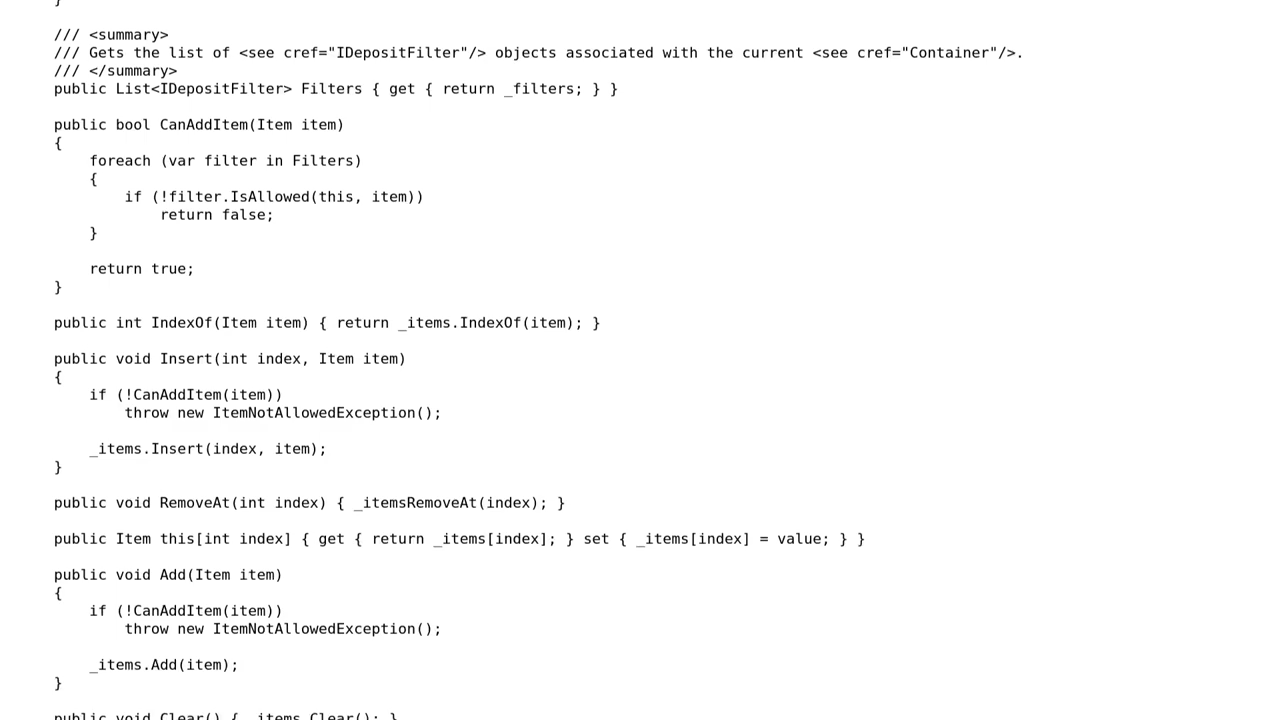 }
/// <summary>
/// Gets the list of <see cref="IDepositFilter"/> objects associated with the current <see cref="Container"/>.
/// </summary>
public List<IDepositFilter> Filters { get { return _filters; } }
public bool CanAddItem(Item item)
{
foreach (var filter in Filters)
{
if (!filter.IsAllowed(this, item))
return false;
}
return true;
}
public int IndexOf(Item item) { return _items.IndexOf(item); }
public void Insert(int index, Item item)
{
if (!CanAddItem(item))
throw new ItemNotAllowedException();
_items.Insert(index, item);
}
public void RemoveAt(int index) { _itemsRemoveAt(index); }
public Item this[int index] { get { return _items[index]; } set { _items[index] = value; } }
public void Add(Item item)
{
if (!CanAddItem(item))
throw new ItemNotAllowedException();
_items.Add(item);
}
public void Clear() { _items.Clear(); }